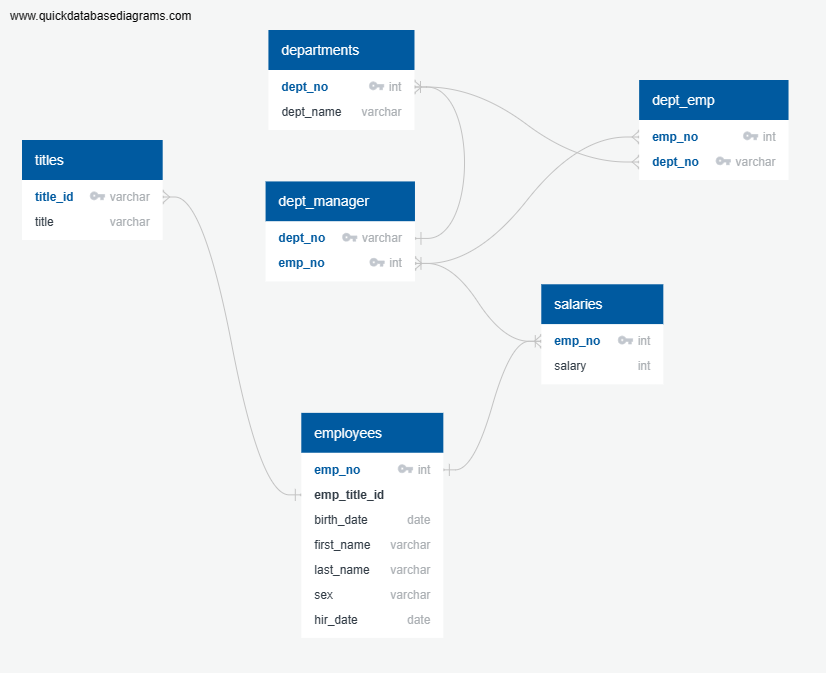 www.quickdatabasediagrams.com
departments
dept_no int
dept_name varchar
dept_emp
emp_no int
dept_no varchar
titles
title_id varchar
title varchar
dept_manager
dept_no varchar
emp_no int
salaries
emp_no int
salary int
employees
emp_no int
emp_title_id
birth_date date
first_name varchar
last_name varchar
sex varchar
hir_date date